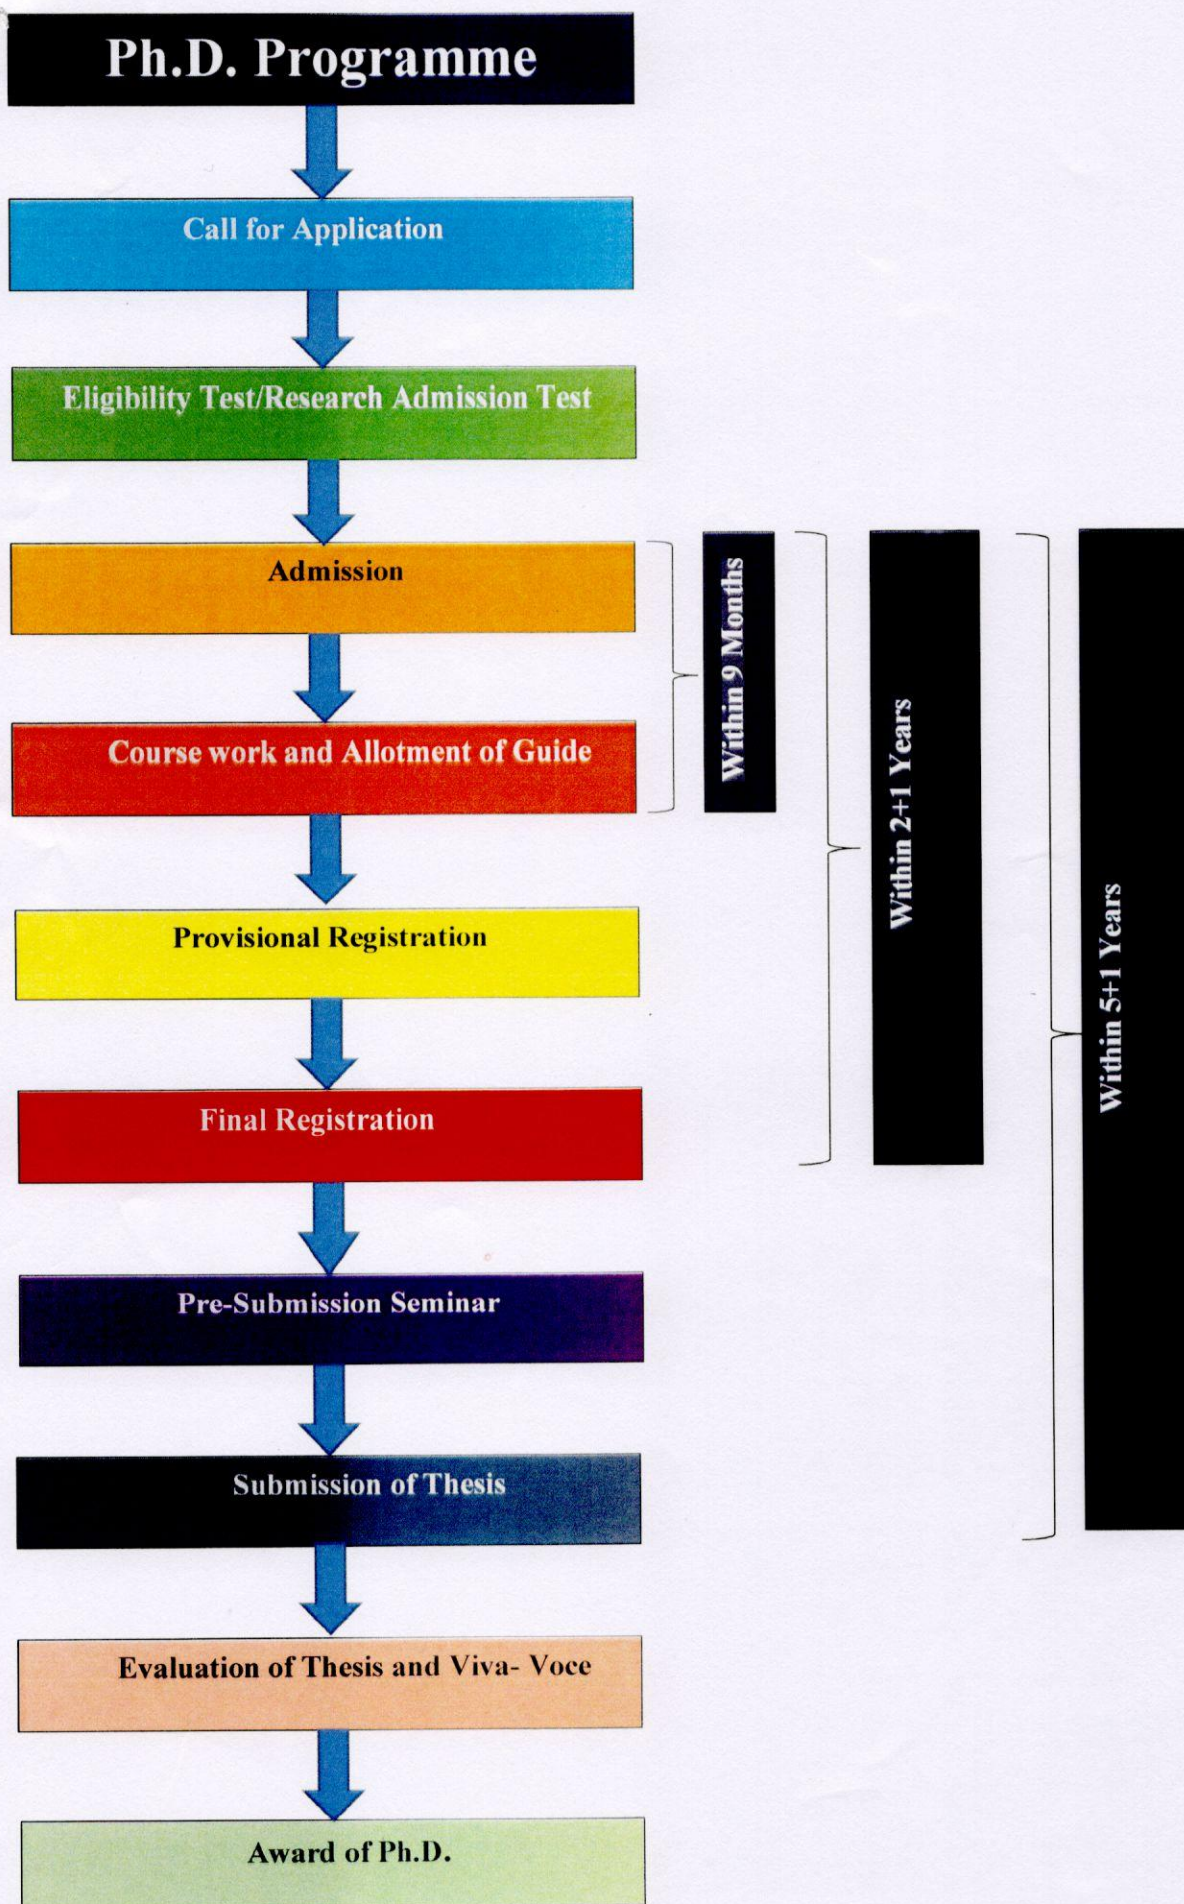 Ph.D. Programme
Call for Application
Eligibility Test/Research Admission Test
Admission
Course work and Allotment of Guide
Provisional Registration
Final Registration
Pre-Submission Seminar
Submission of Thesis
Evaluation of Thesis and Viva- Voce
Award of Ph.D.
Within 9 Months
Within 2+1 Years
Within 5+1 Years